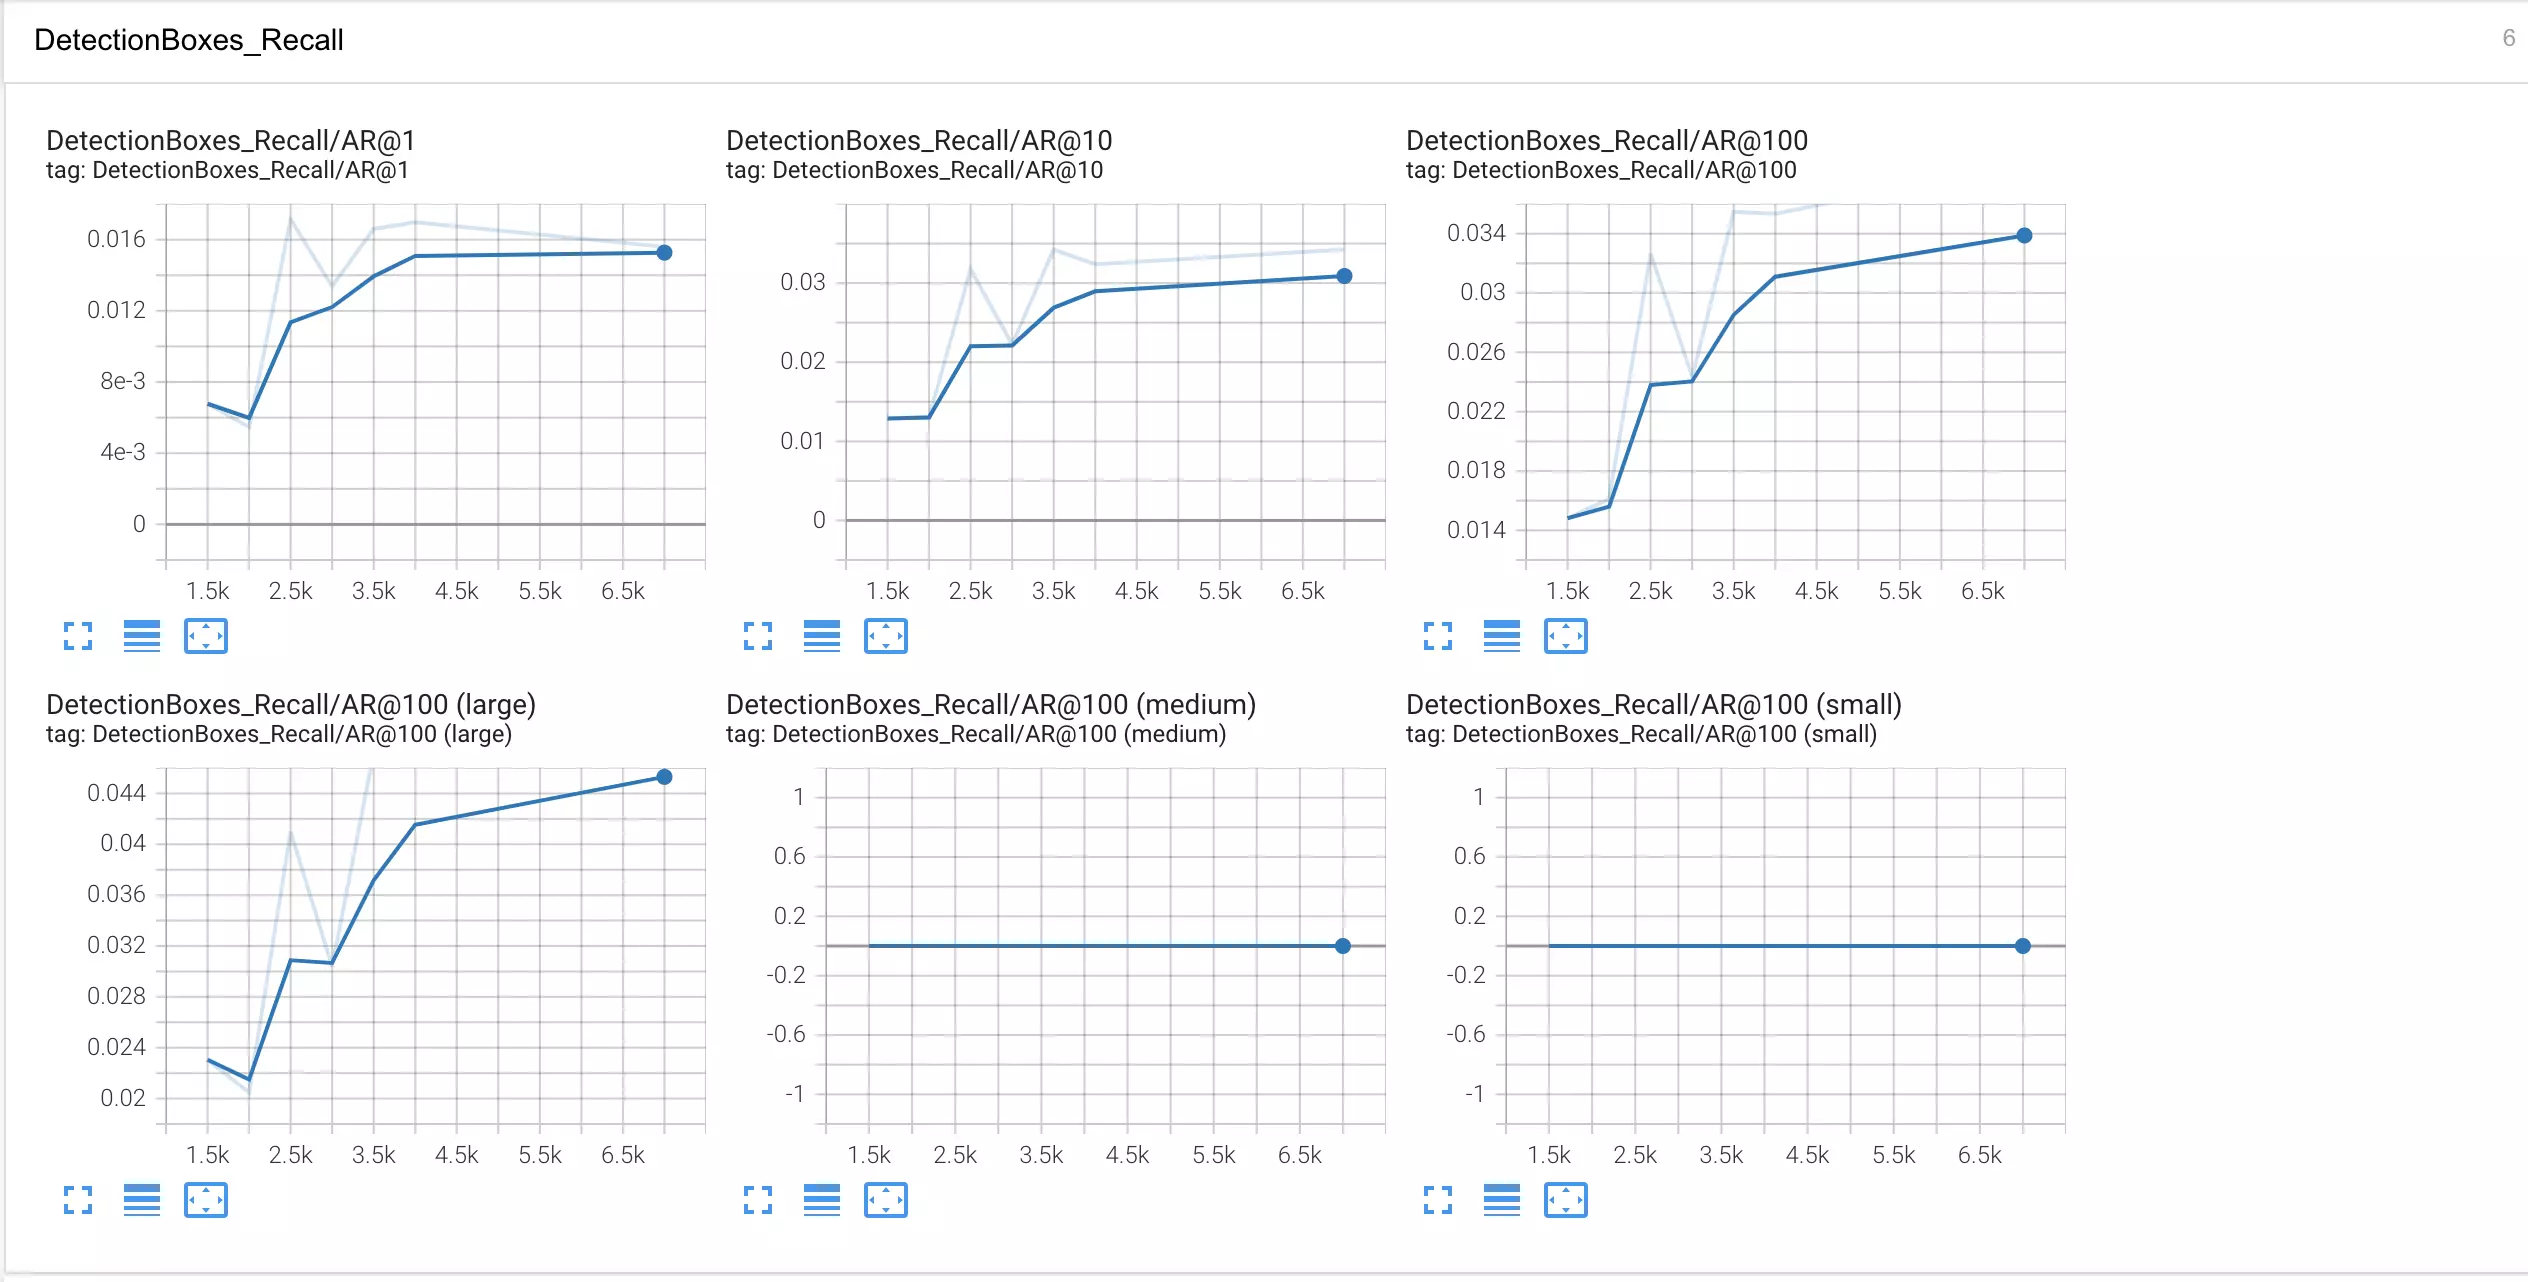 DetectionBoxes_Recall
6
DetectionBoxes_Recall/AR@1
tag: DetectionBoxes_Recall/AR@1
0.016
0.012
8e-3
4e-3
0
1.5k 2.5k 3.5k 4.5k 5.5k 6.5k
DetectionBoxes_Recall/AR@10
tag: DetectionBoxes_Recall/AR@10
0.03
0.02
0.01
0
1.5k 2.5k 3.5k 4.5k 5.5k 6.5k
DetectionBoxes_Recall/AR@100
tag: DetectionBoxes_Recall/AR@100
0.034
0.03
0.026
0.022
0.018
0.014
1.5k 2.5k 3.5k 4.5k 5.5k 6.5k
DetectionBoxes_Recall/AR@100 (large)
tag: DetectionBoxes_Recall/AR@100 (large)
0.044
0.04
0.036
0.032
0.028
0.024
0.02
1.5k 2.5k 3.5k 4.5k 5.5k 6.5k
DetectionBoxes_Recall/AR@100 (medium)
tag: DetectionBoxes_Recall/AR@100 (medium)
1
0.6
0.2
-0.2
-0.6
-1
1.5k 2.5k 3.5k 4.5k 5.5k 6.5k
DetectionBoxes_Recall/AR@100 (small)
tag: DetectionBoxes_Recall/AR@100 (small)
1
0.6
0.2
-0.2
-0.6
-1
1.5k 2.5k 3.5k 4.5k 5.5k 6.5k